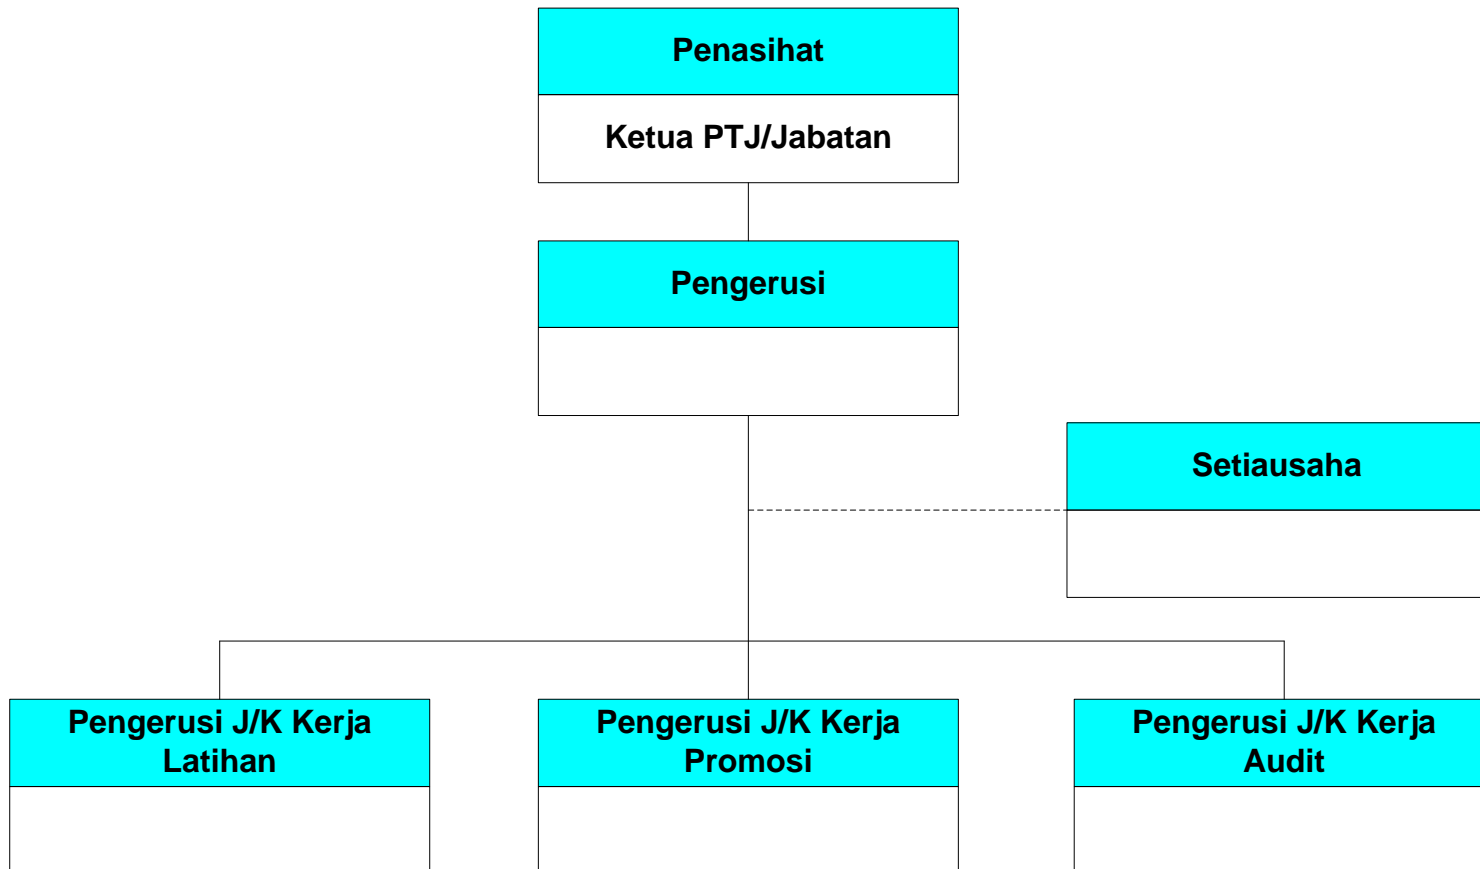 Penasihat
Ketua PTJ/Jabatan
Pengerusi
Setiausaha
Pengerusi J/K Kerja
Latihan
Pengerusi J/K Kerja
Promosi
Pengerusi J/K Kerja
Audit